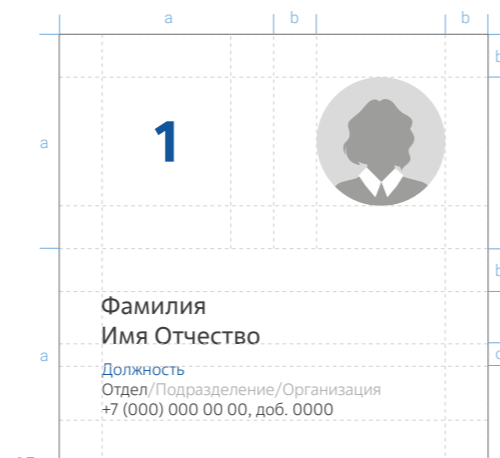 a b b
b
1
a
b
Фамилия
Имя Отчество
a
Должность
Отдел/Подразделение/Организация
+7 (000) 000 00 00, доб. 0000